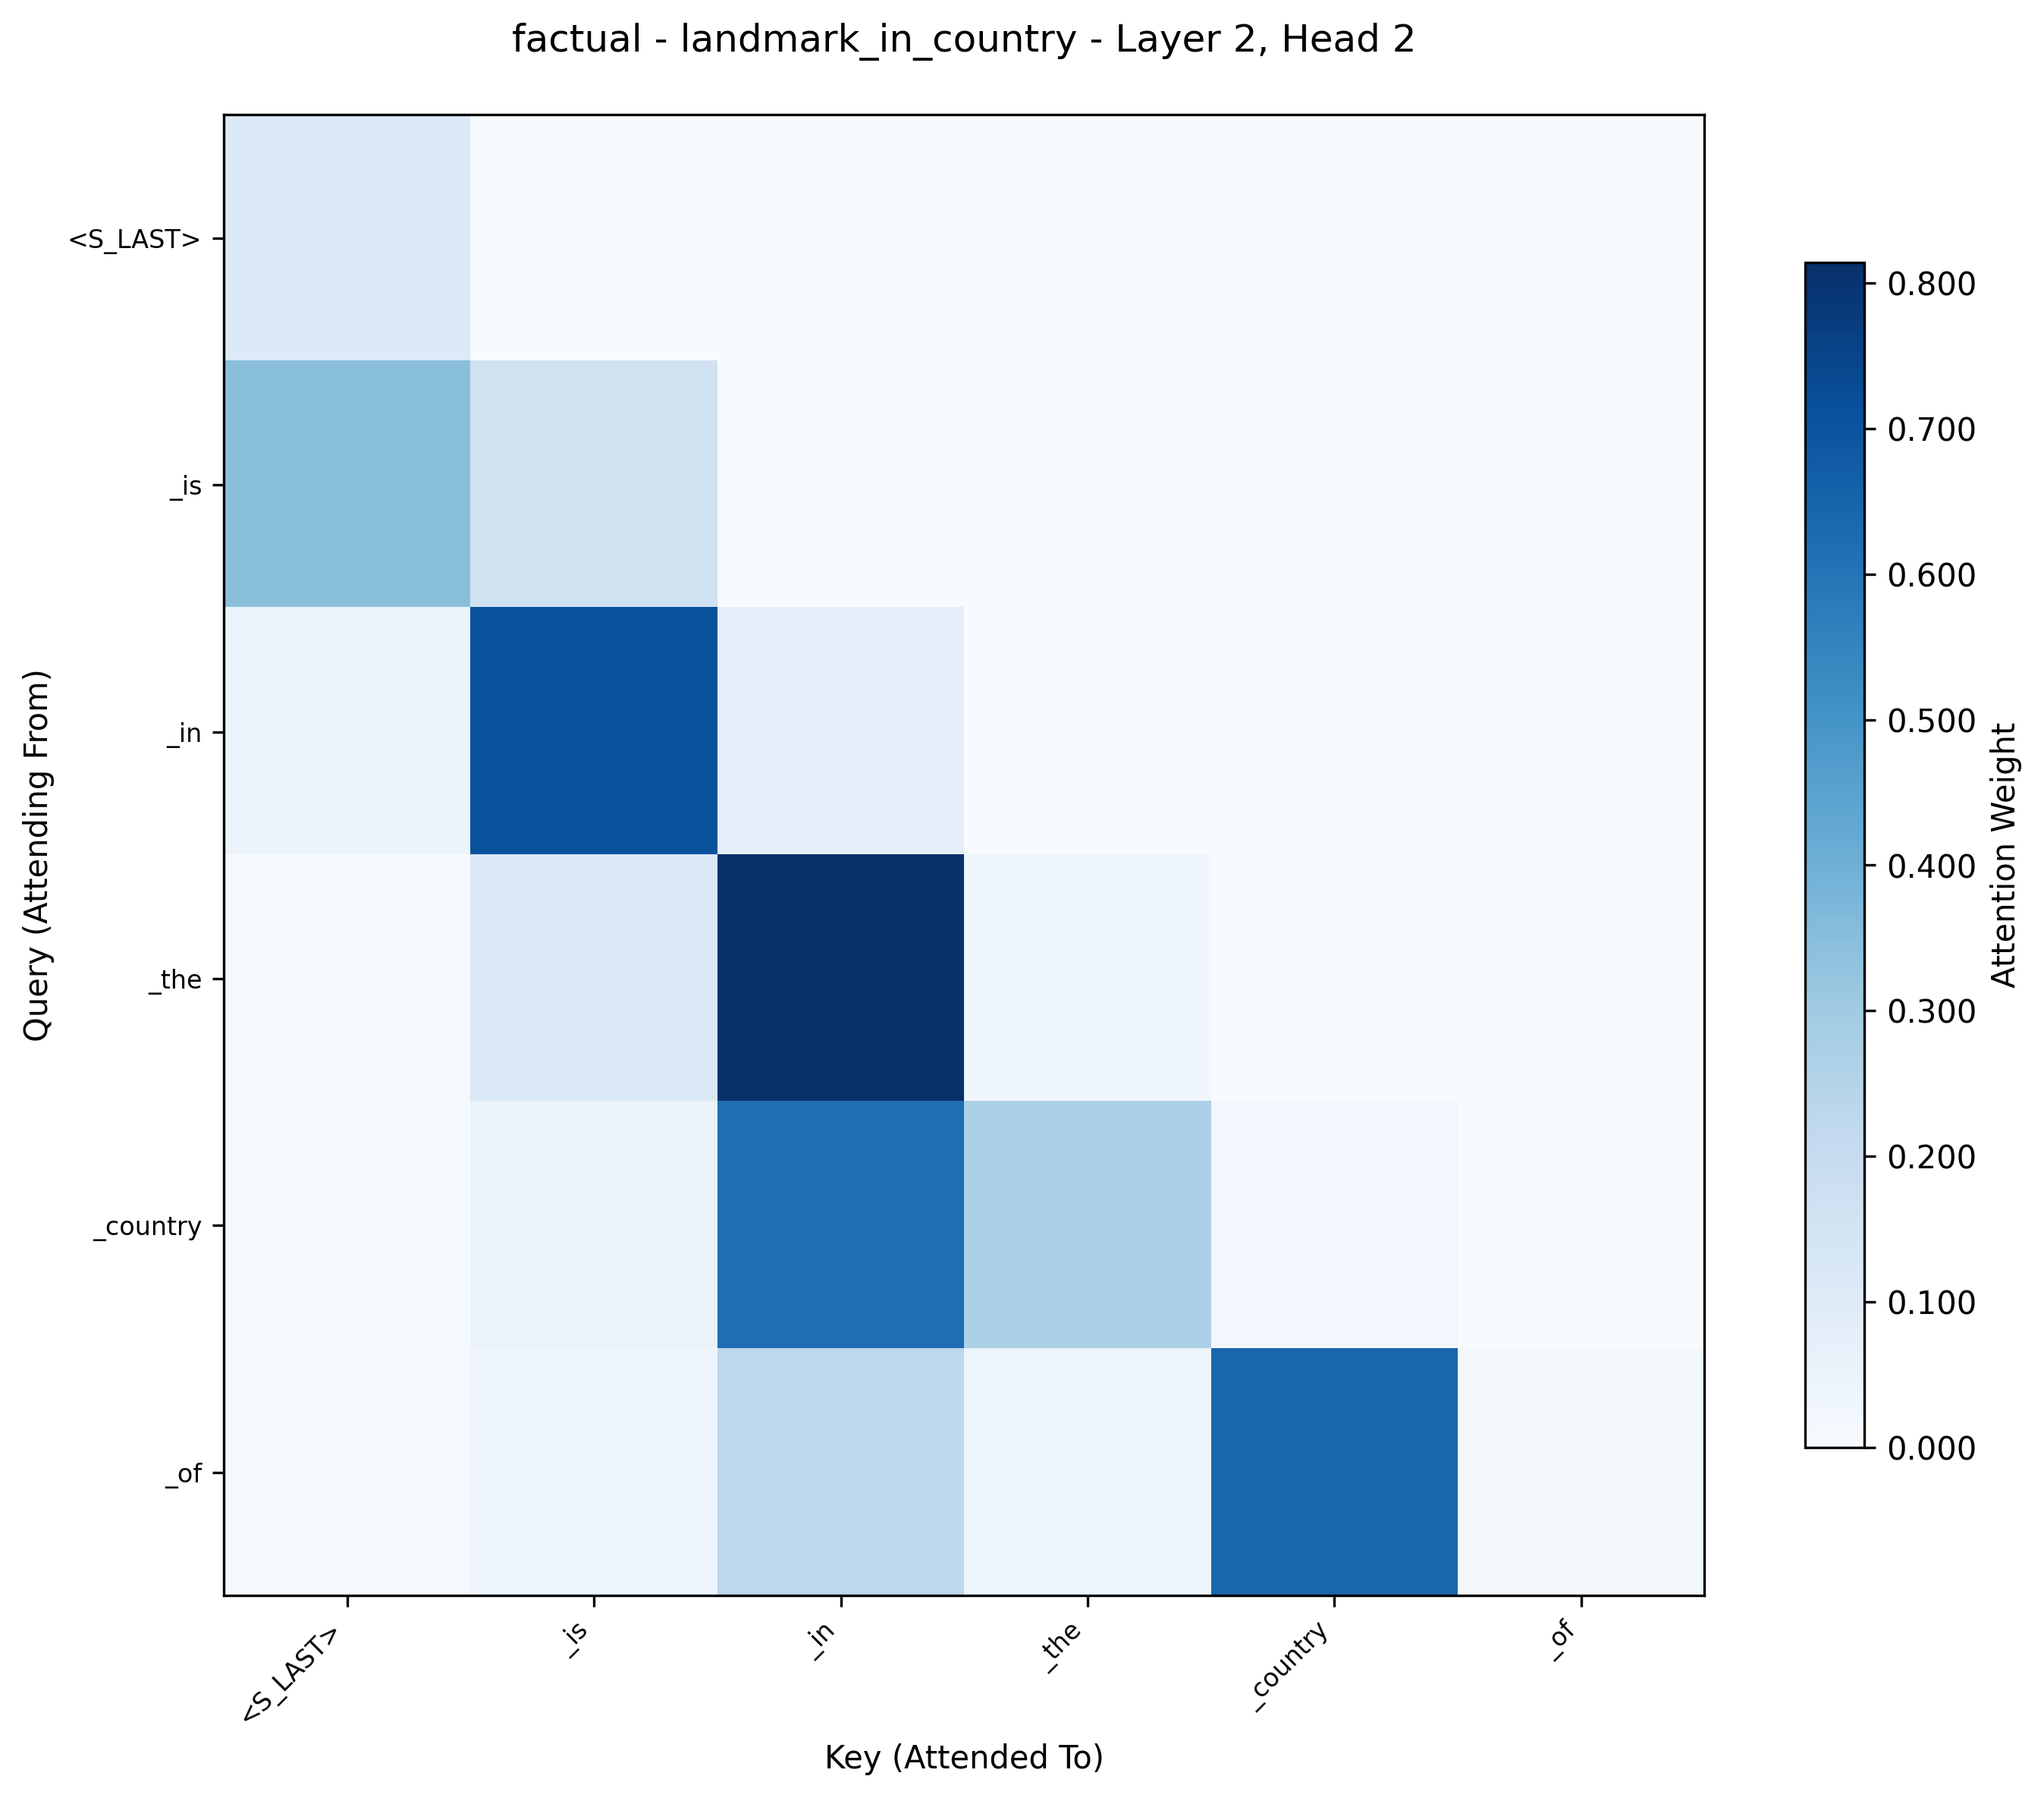 factual - landmark_in_country - Layer 2, Head 2
Query (Attending From)
<S_LAST>
_is
_in
_the
_country
_of
<S_LAST>
_is
_in
_the
_country
_of
Key (Attended To)
0.800
0.700
0.600
0.500
0.400
0.300
0.200
0.100
0.000
Attention Weight